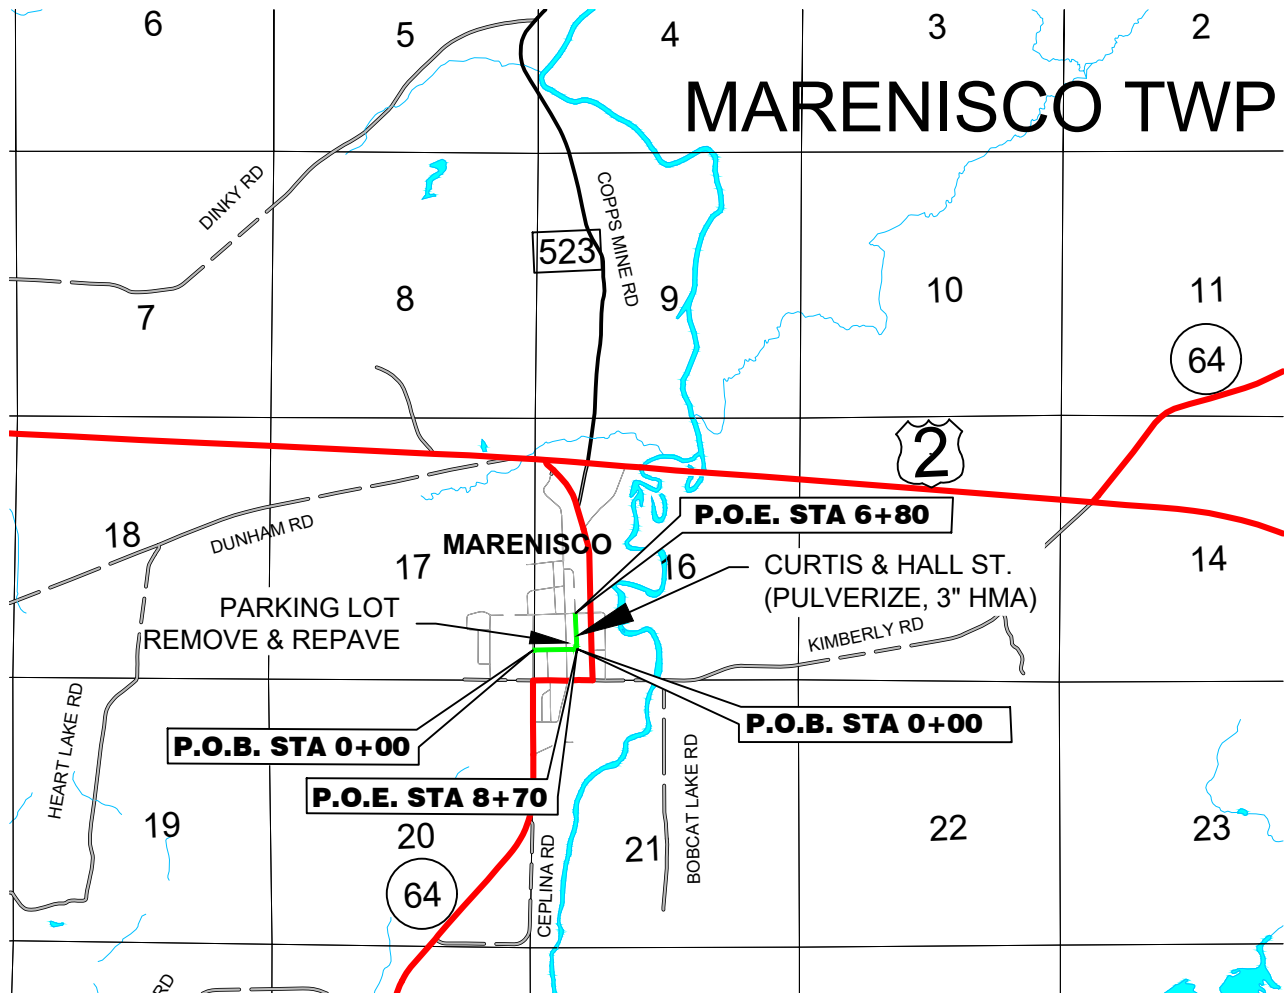 6
5
4
3
2
MARENISCO TWP
DINKY RD
COPPS MINE RD
523
7
8
9
10
11
64
2
P.O.E. STA 6+80
18
DUNHAM RD
MARENISCO
17
16
CURTIS & HALL ST.
(PULVERIZE, 3" HMA)
14
PARKING LOT
REMOVE & REPAVE
KIMBERLY RD
HEART LAKE RD
P.O.B. STA 0+00
P.O.B. STA 0+00
P.O.E. STA 8+70
BOBCAT LAKE RD
19
20
21
22
23
CEPLINA RD
64
RD